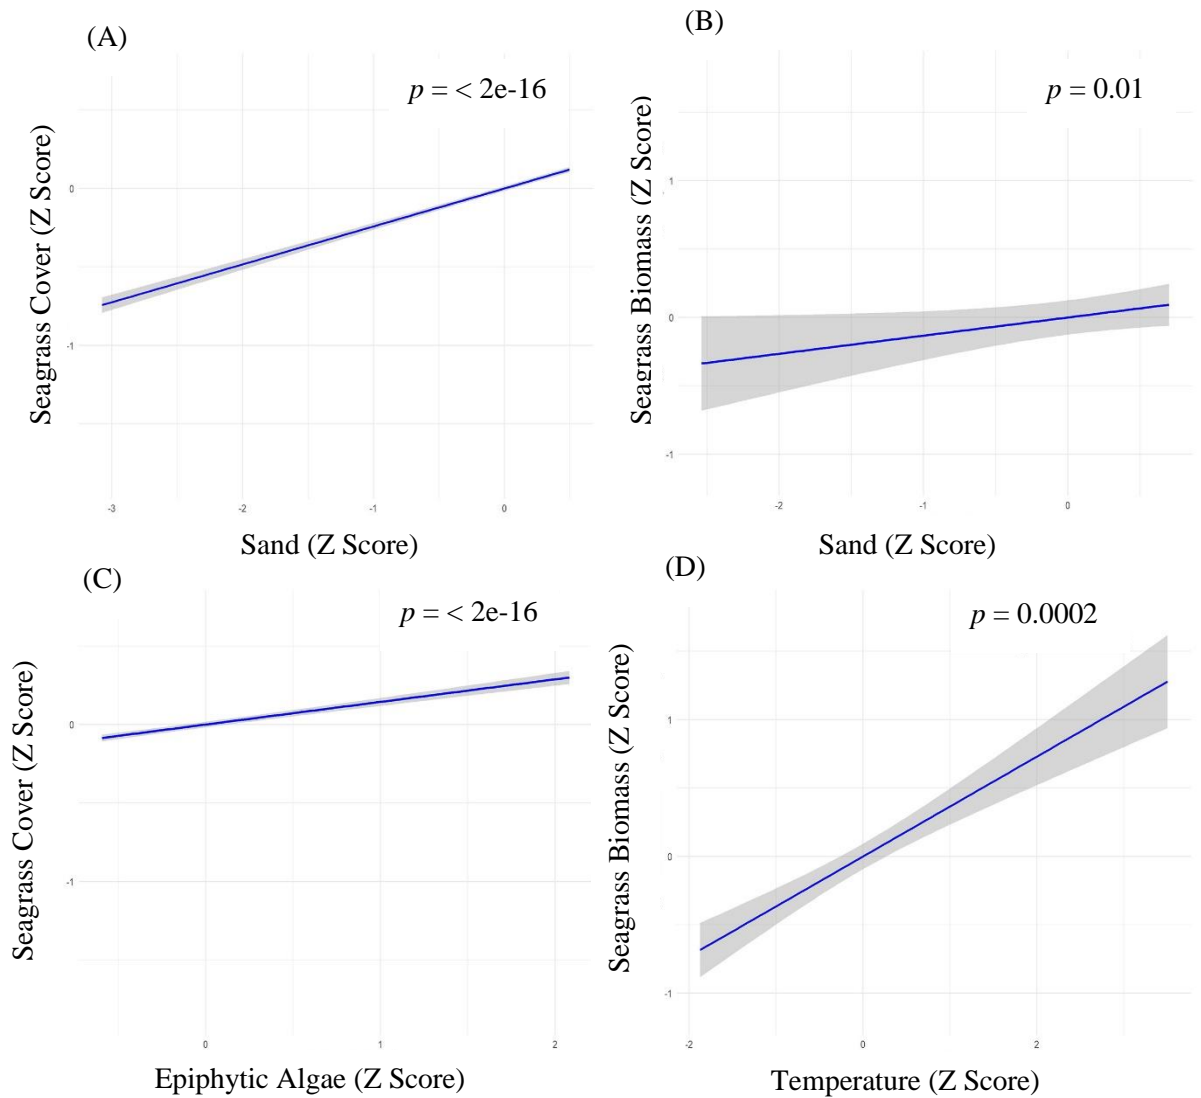 (A)
p = < 2e-16
Seagrass Cover (Z Score)
0
-1
-3
-2
-1
0
Sand (Z Score)
(B)
p = 0.01
Seagrass Biomass (Z Score)
1
0
-1
-2
-1
0
Sand (Z Score)
(C)
p = < 2e-16
Seagrass Cover (Z Score)
0
-1
0
1
2
Epiphytic Algae (Z Score)
(D)
p = 0.0002
Seagrass Biomass (Z Score)
1
0
-1
-2
0
2
Temperature (Z Score)